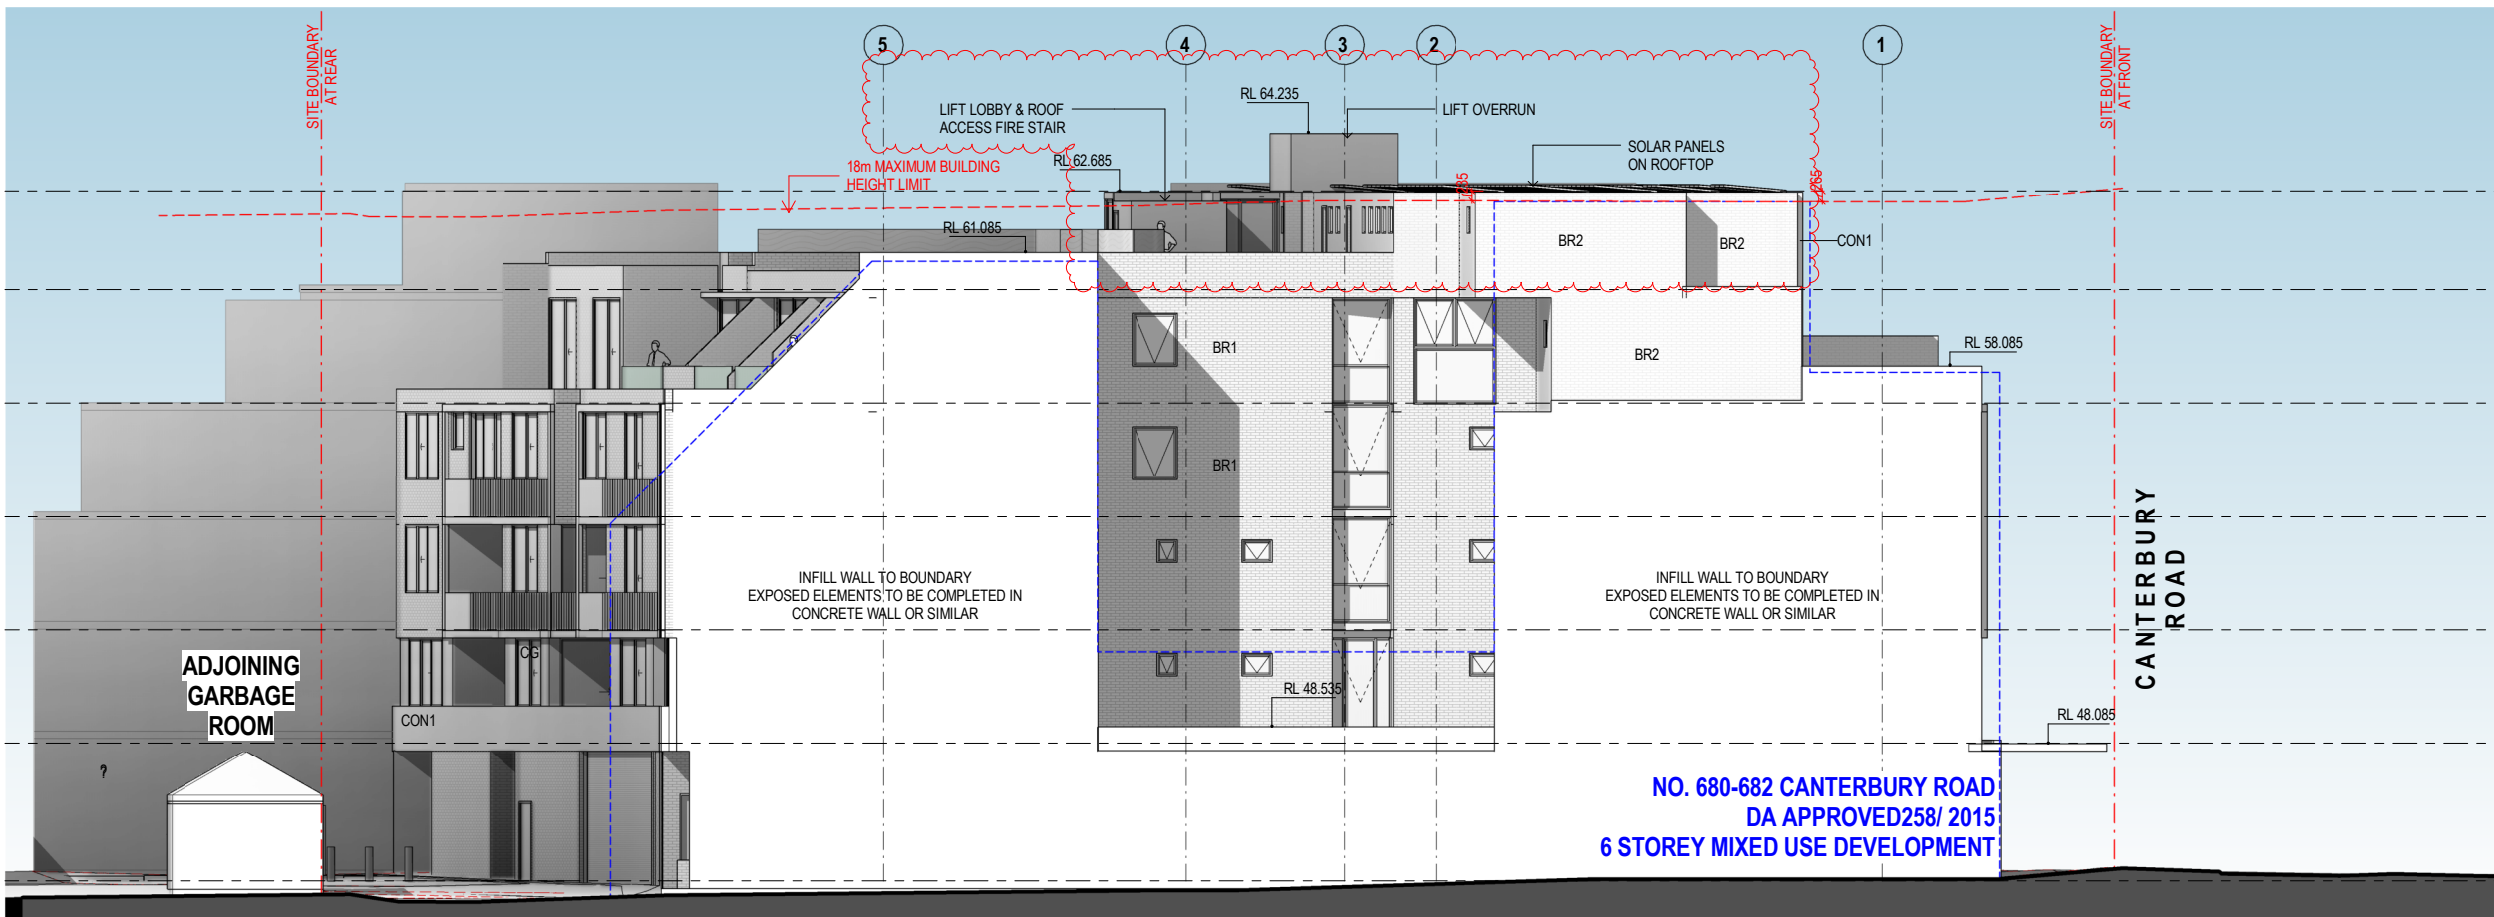 5
4
3
2
1
SITE BOUNDARY
AT REAR
SITE BOUNDARY
AT FRONT
LIFT LOBBY & ROOF
ACCESS FIRE STAIR
RL 64.235
LIFT OVERRUN
SOLAR PANELS
ON ROOFTOP
18m MAXIMUM BUILDING
HEIGHT LIMIT
RL 62.685
RL 61.085
BR2
BR2
CON1
BR1
BR2
RL 58.085
BR1
INFILL WALL TO BOUNDARY
EXPOSED ELEMENTS TO BE COMPLETED IN
CONCRETE WALL OR SIMILAR
INFILL WALL TO BOUNDARY
EXPOSED ELEMENTS TO BE COMPLETED IN
CONCRETE WALL OR SIMILAR
CANTERBURY
ROAD
CG
ADJOINING
GARBAGE
ROOM
CON1
RL 48.535
RL 48.085
?
NO. 680-682 CANTERBURY ROAD
DA APPROVED258/ 2015
6 STOREY MIXED USE DEVELOPMENT